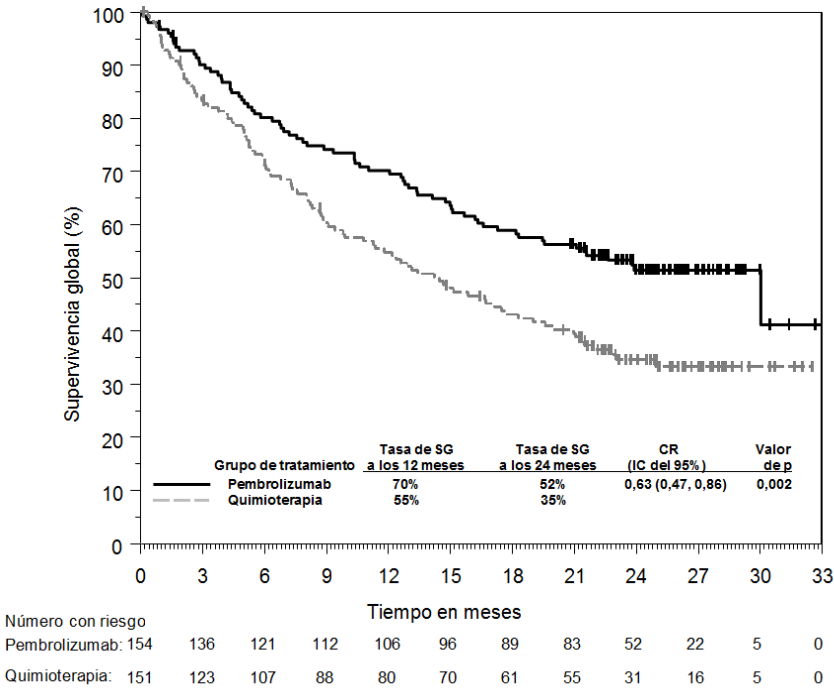 100
90
80
70
60
50
40
30
20
10
0
Supervivencia global (%)
Grupo de tratamiento
Tasa de SG
a los 12 meses
Tasa de SG
a los 24 meses
CR
(IC del 95%)
Valor
de p
Pembrolizumab 70% 52% 0,63 (0,47, 0,86) 0,002
Quimioterapia 55% 35%
0 3 6 9 12 15 18 21 24 27 30 33
Tiempo en meses
Número con riesgo
Pembrolizumab: 154 136 121 112 106 96 89 83 52 22 5 0
Quimioterapia: 151 123 107 88 80 70 61 55 31 16 5 0